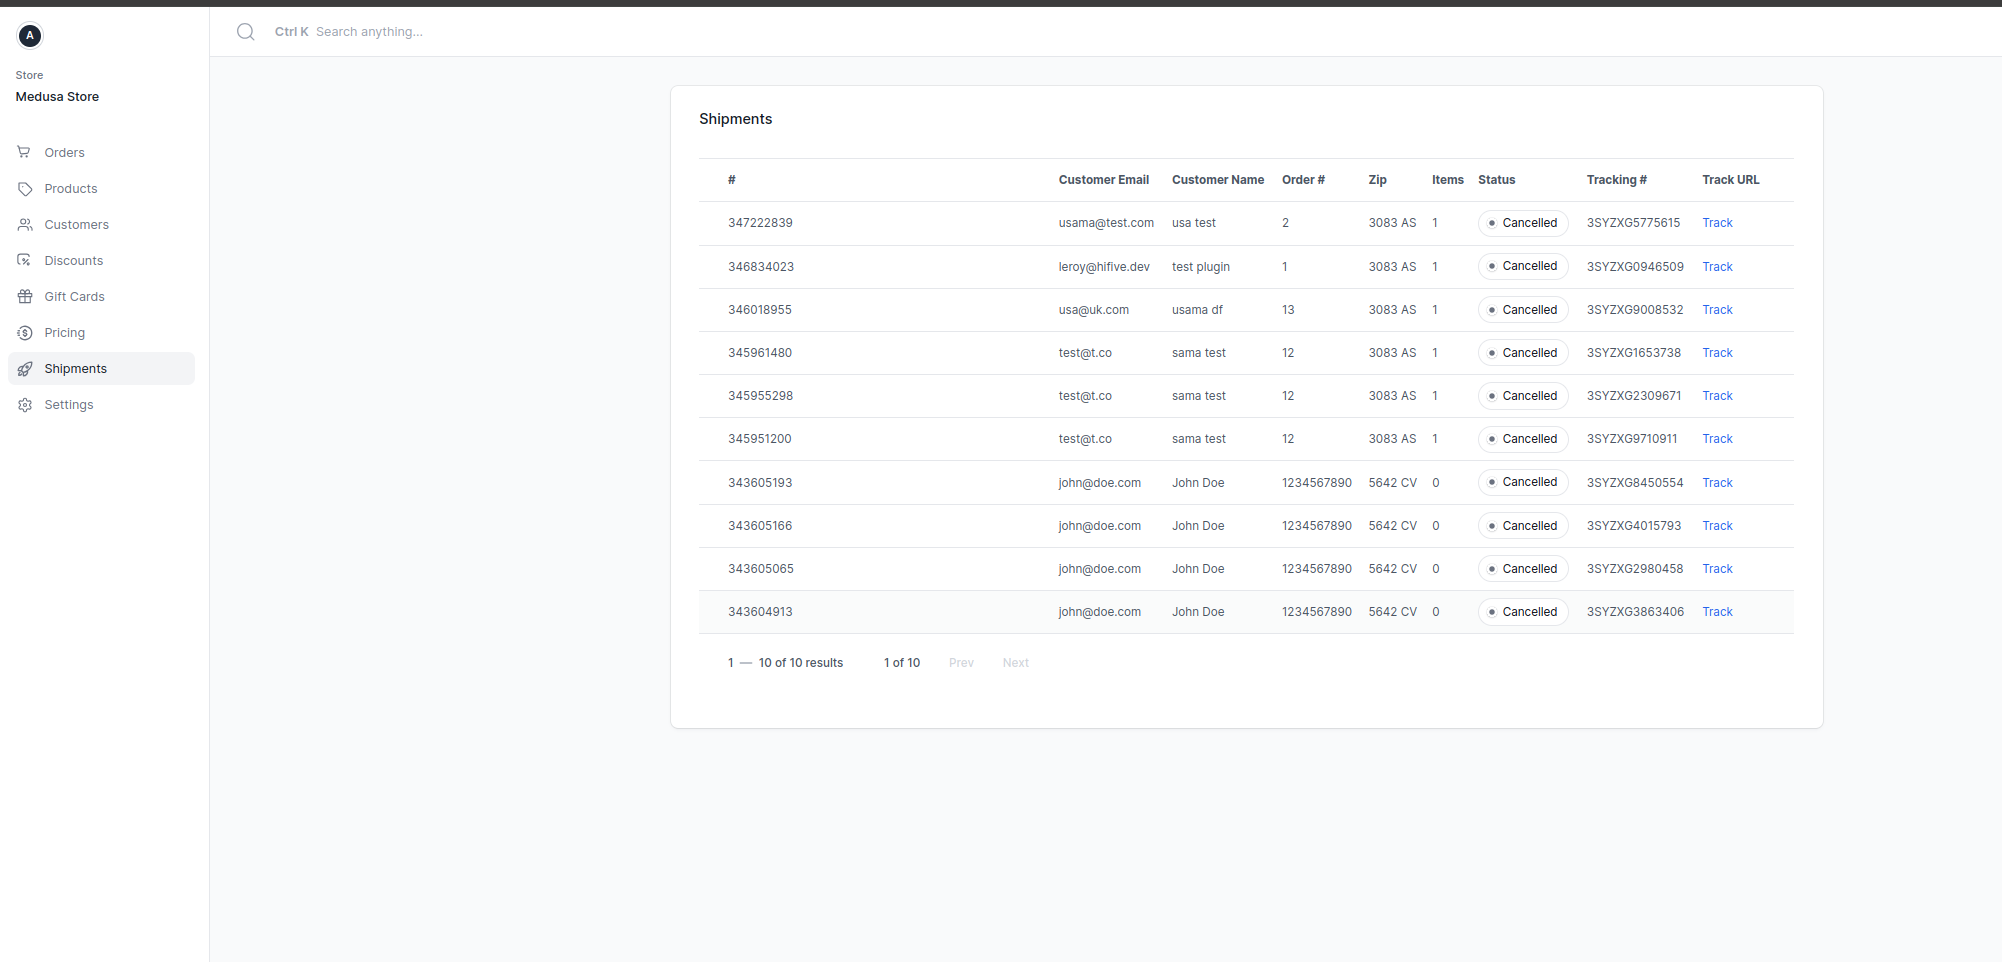 A
Ctrl K Search anything...
Store
Medusa Store
Orders
Products
Customers
Discounts
Gift Cards
Pricing
Shipments
Settings
Shipments
# Customer Email Customer Name Order # Zip Items Status Tracking # Track URL
347222839 usama@test.com usa test 2 3083 AS 1 Cancelled 3SYZXG5775615 Track
346834023 leroy@hifive.dev test plugin 1 3083 AS 1 Cancelled 3SYZXG0946509 Track
346018955 usa@uk.com usama df 13 3083 AS 1 Cancelled 3SYZXG9008532 Track
345961480 test@t.co sama test 12 3083 AS 1 Cancelled 3SYZXG1653738 Track
345955298 test@t.co sama test 12 3083 AS 1 Cancelled 3SYZXG2309671 Track
345951200 test@t.co sama test 12 3083 AS 1 Cancelled 3SYZXG9710911 Track
343605193 john@doe.com John Doe 1234567890 5642 CV 0 Cancelled 3SYZXG8450554 Track
343605166 john@doe.com John Doe 1234567890 5642 CV 0 Cancelled 3SYZXG4015793 Track
343605065 john@doe.com John Doe 1234567890 5642 CV 0 Cancelled 3SYZXG2980458 Track
343604913 john@doe.com John Doe 1234567890 5642 CV 0 Cancelled 3SYZXG3863406 Track
1 — 10 of 10 results 1 of 10 Prev Next